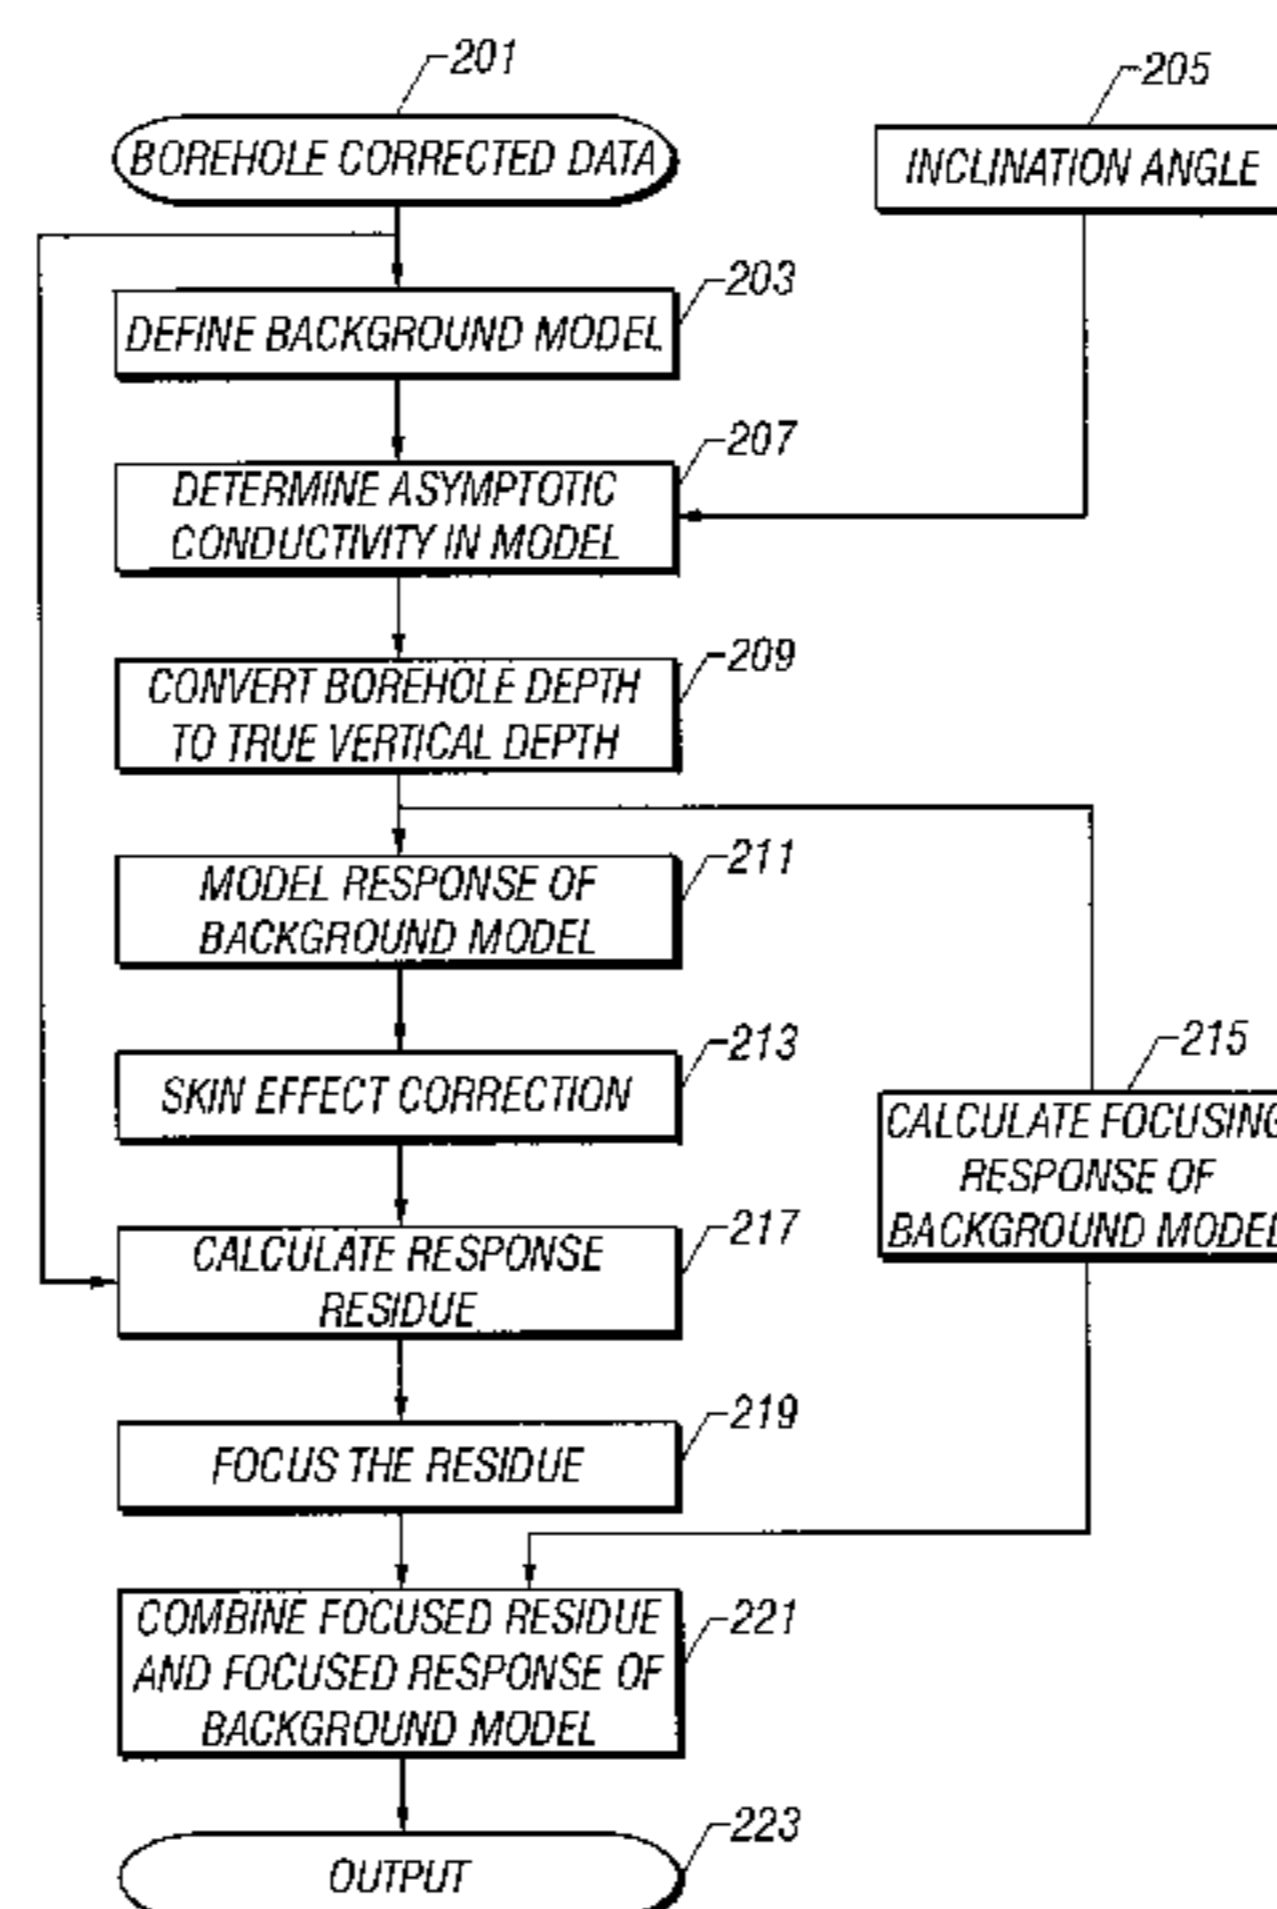 201
BOREHOLE CORRECTED DATA
205
INCLINATION ANGLE
203
DEFINE BACKGROUND MODEL
207
DETERMINE ASYMPTOTIC
CONDUCTIVITY IN MODEL
209
CONVERT BOREHOLE DEPTH
TO TRUE VERTICAL DEPTH
211
MODEL RESPONSE OF
BACKGROUND MODEL
213
SKIN EFFECT CORRECTION
215
CALCULATE FOCUSING
RESPONSE OF
BACKGROUND MODEL
217
CALCULATE RESPONSE
RESIDUE
219
FOCUS THE RESIDUE
221
COMBINE FOCUSED RESIDUE
AND FOCUSED RESPONSE OF
BACKGROUND MODEL
223
OUTPUT